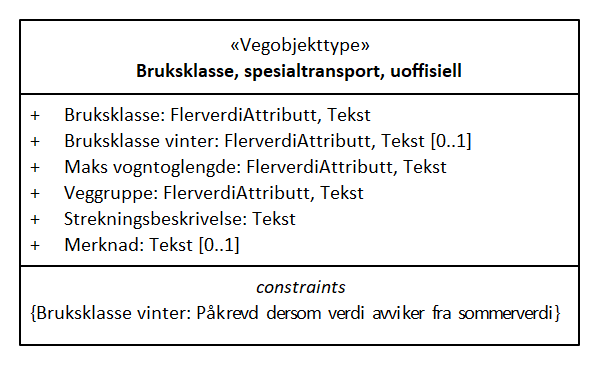 «Vegobjekttype»
Bruksklasse, spesialtransport, uoffisiell
+ Bruksklasse: FlerverdiAttributt, Tekst
+ Bruksklasse vinter: FlerverdiAttributt, Tekst [0..1]
+ Maks vogntoglengde: FlerverdiAttributt, Tekst
+ Veggruppe: FlerverdiAttributt, Tekst
+ Strekningsbeskrivelse: Tekst
+ Merknad: Tekst [0..1]
constraints
{Bruksklasse vinter: Påkrevd dersom verdi avviker fra sommerverdi}